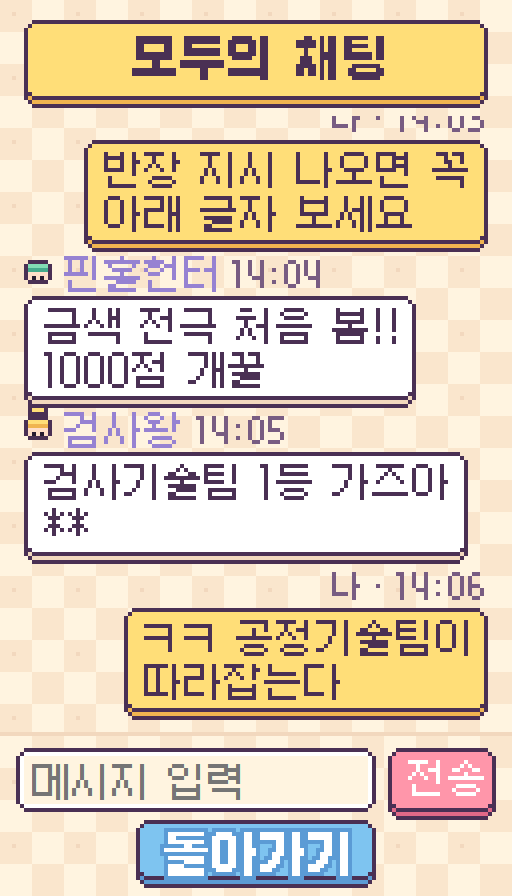 모두의 채팅
나 · 14:03
반장 지시 나오면 꼭
아래 글자 보세요
핀홀헌터 14:04
금색 전극 처음 봄!!
1000점 개꿀
검사왕 14:05
검사기술팀 1등 가즈아
**
나 · 14:06
ㅋㅋ 공정기술팀이
따라잡는다
메시지 입력
전송
돌아가기